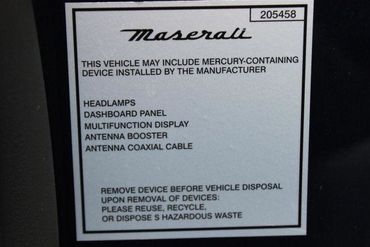 205458
Maserati
THIS VEHICLE MAY INCLUDE MERCURY-CONTAINING
DEVICE INSTALLED BY THE MANUFACTURER
HEADLAMPS
DASHBOARD PANEL
MULTIFUNCTION DISPLAY
ANTENNA BOOSTER
ANTENNA COAXIAL CABLE
REMOVE DEVICE BEFORE VEHICLE DISPOSAL
UPON REMOVAL OF DEVICES:
PLEASE REUSE, RECYCLE,
OR DISPOSE S HAZARDOUS WASTE